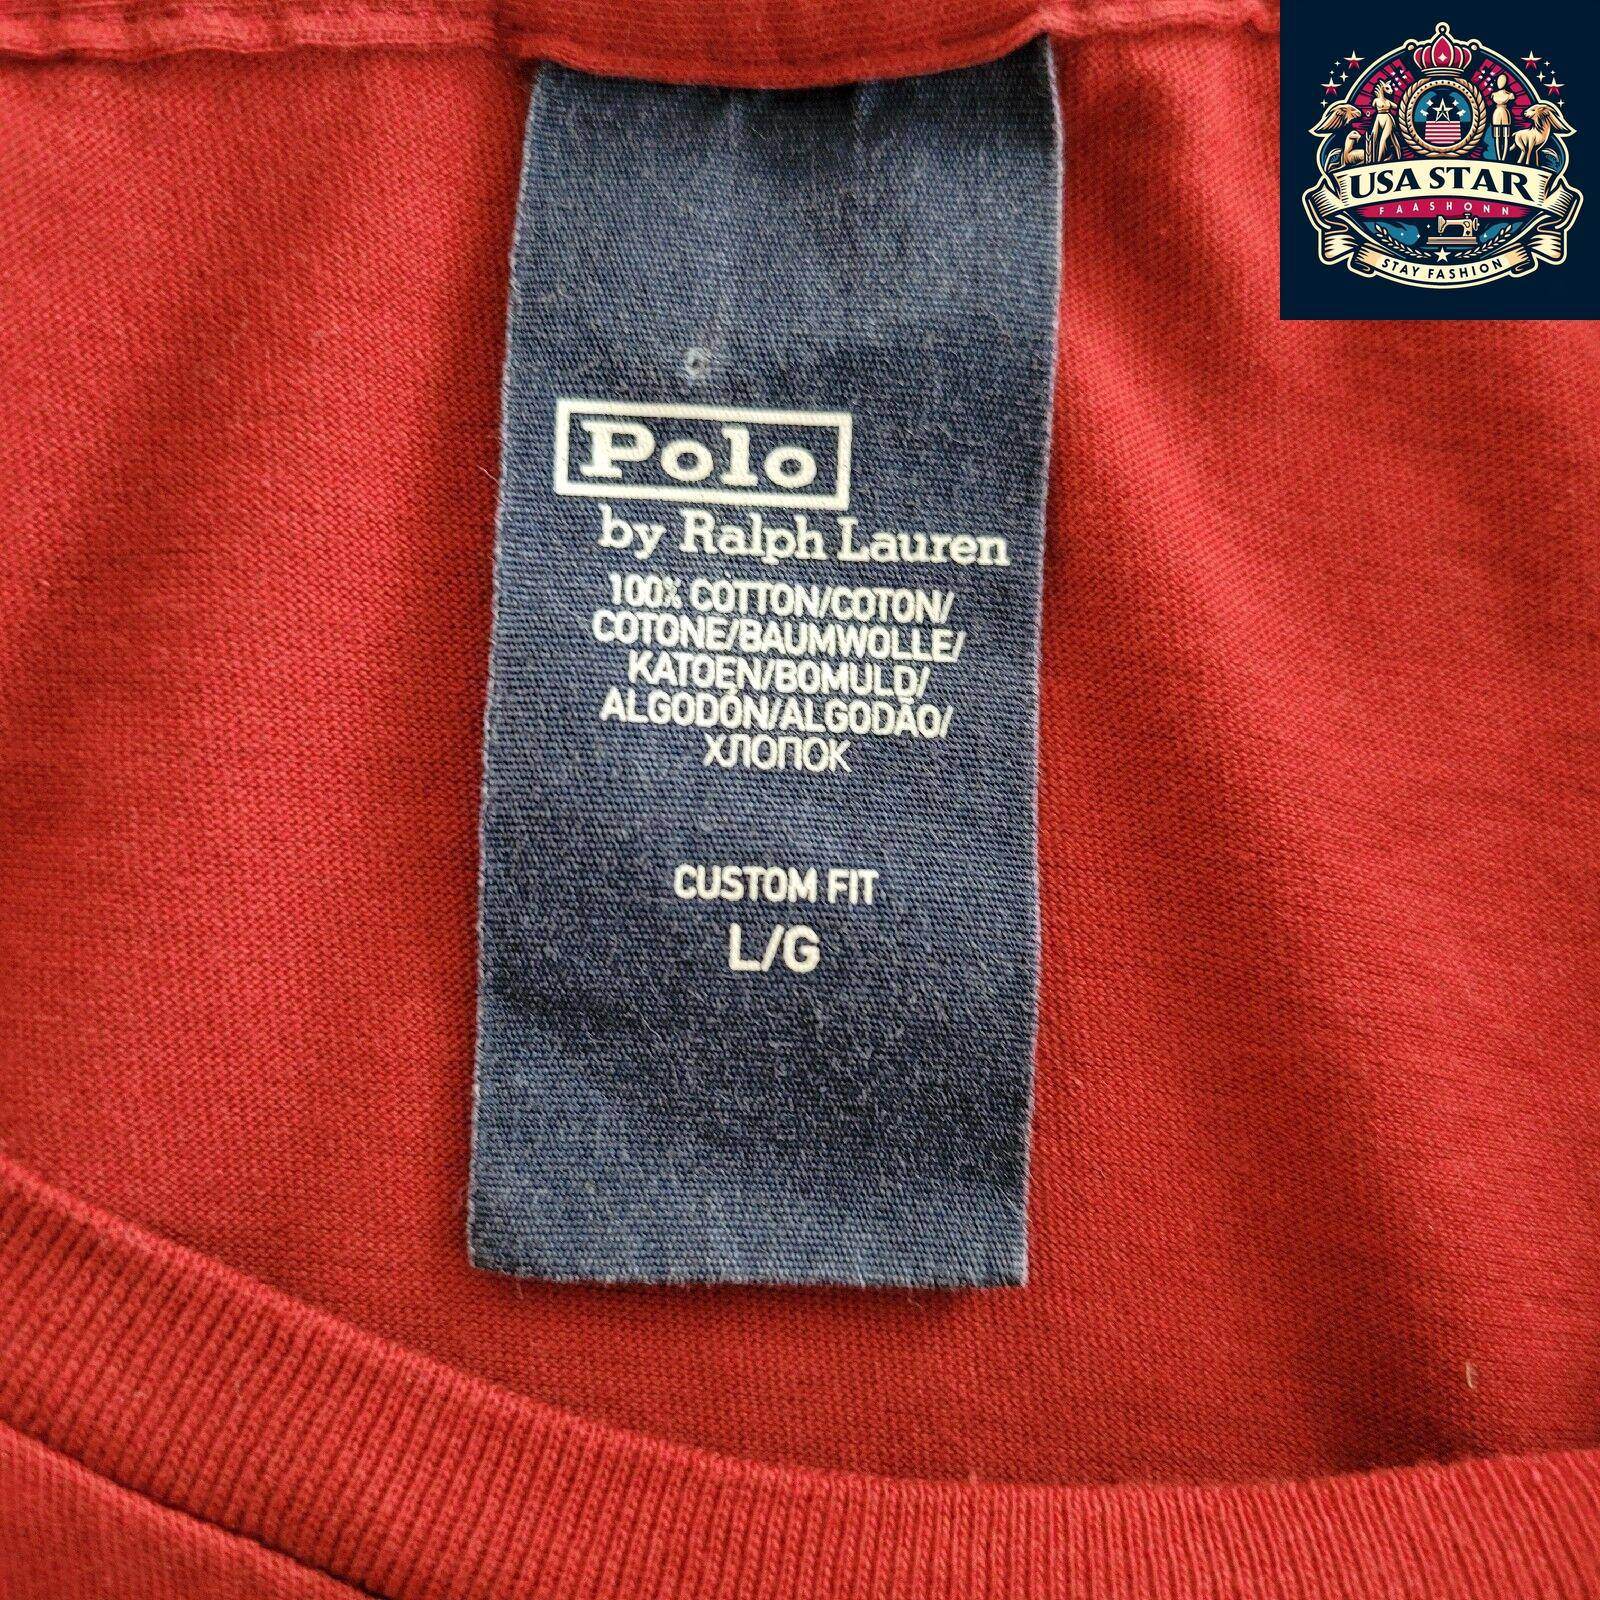 USA STAR
FAASHONN
STAY FASHION
Polo
by Ralph Lauren
100% COTTON/COTON/
COTONE/BAUMWOLLE/
KATOEN/BOMULD/
ALGODÓN/ALGODÃO/
ХЛОПОК
CUSTOM FIT
L/G